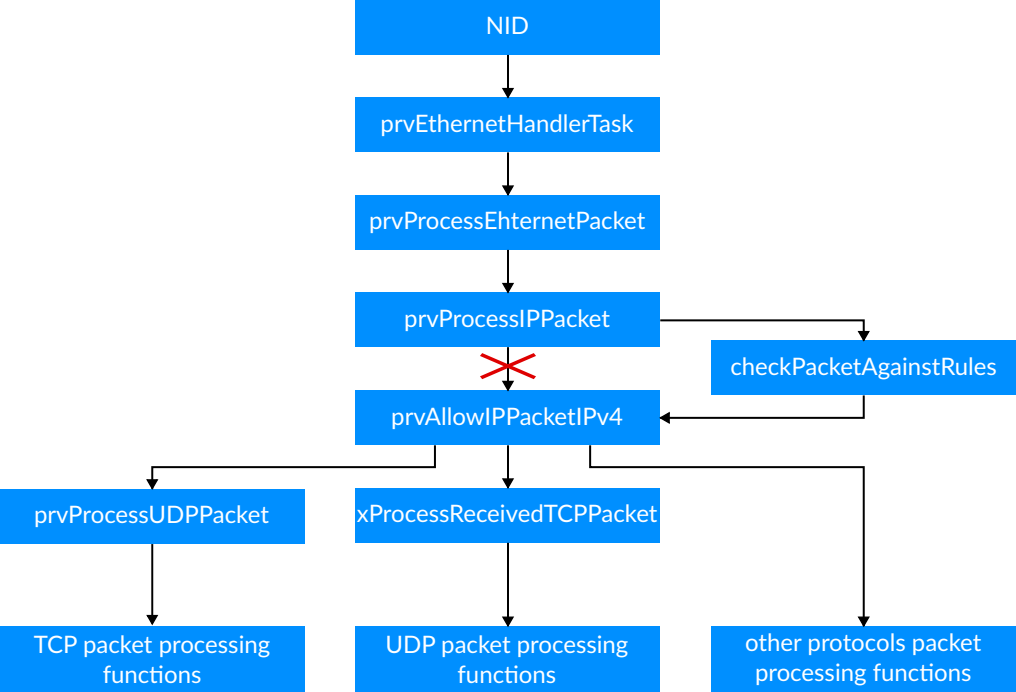 NID
prvEthernetHandlerTask
prvProcessEhternetPacket
prvProcessIPPacket
checkPacketAgainstRules
prvAllowIPPacketIPv4
prvProcessUDPPacket
xProcessReceivedTCPPacket
TCP packet processing
functions
UDP packet processing
functions
other protocols packet
processing functions